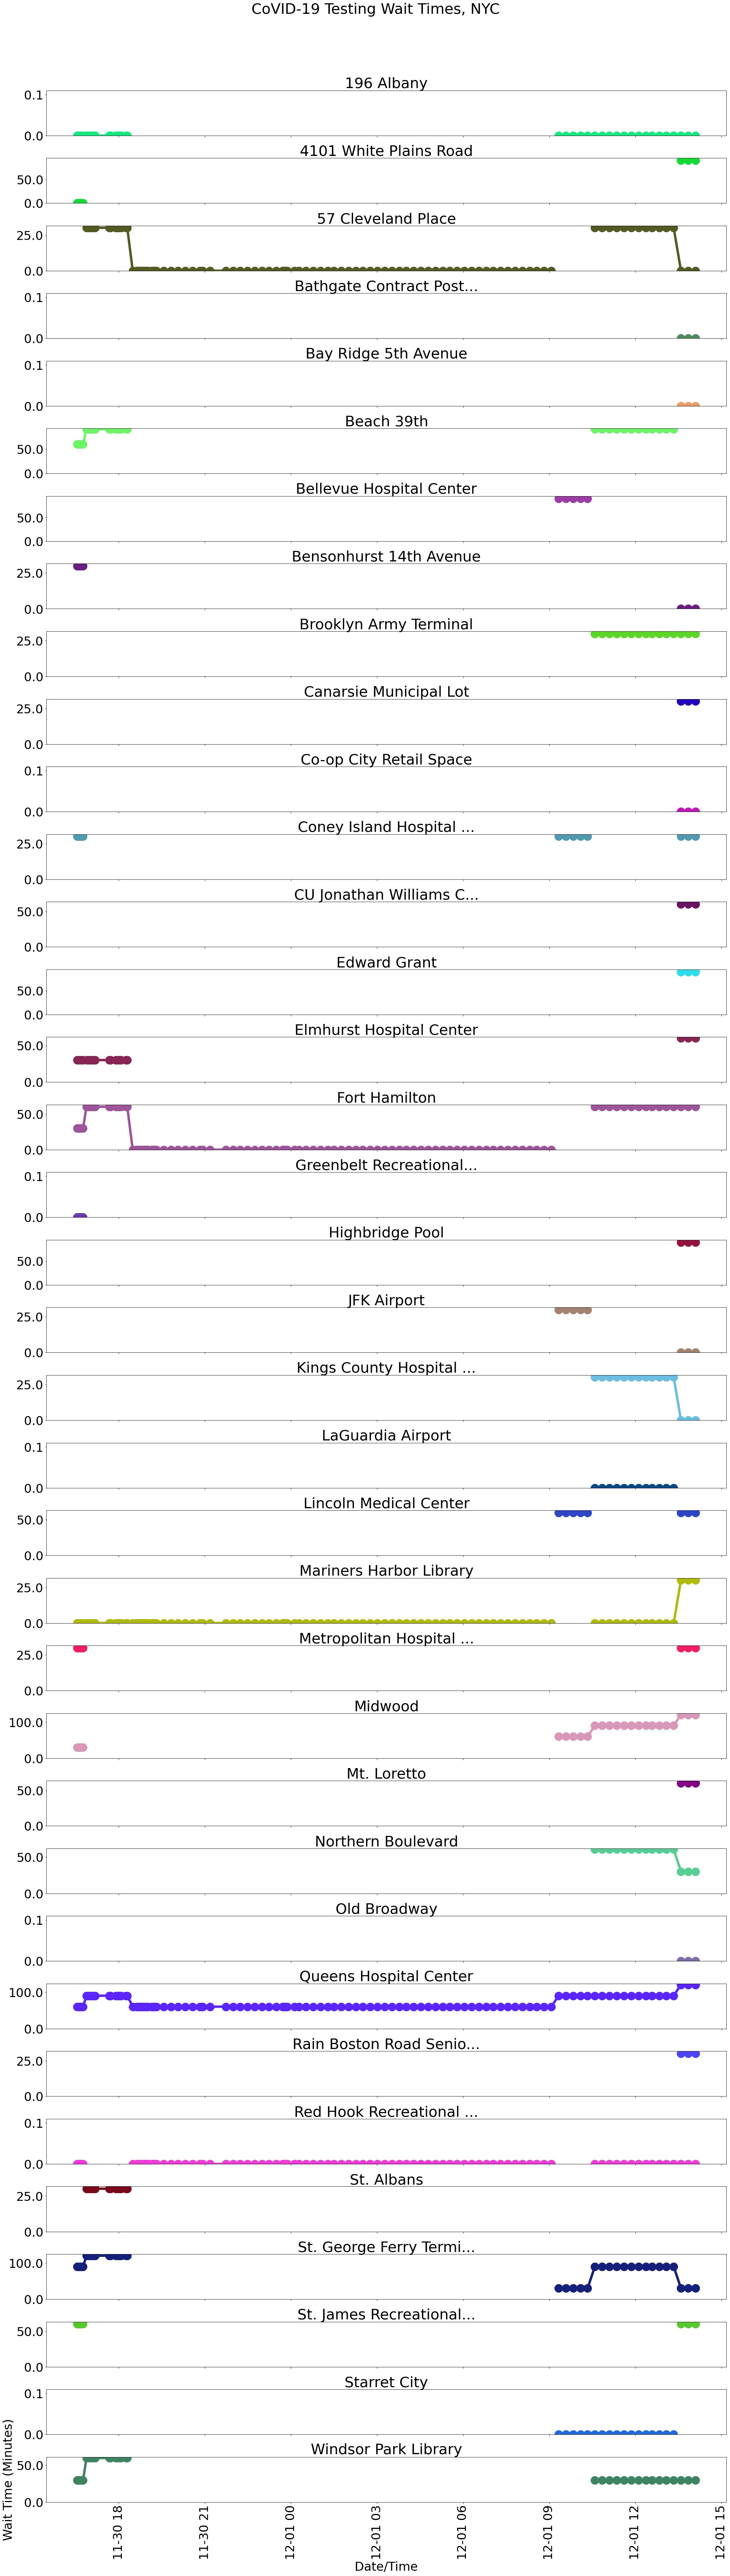 CoVID-19 Testing Wait Times, NYC
196 Albany
0.1
0.0
4101 White Plains Road
50.0
0.0
57 Cleveland Place
25.0
0.0
Bathgate Contract Post...
0.1
0.0
Bay Ridge 5th Avenue
0.1
0.0
Beach 39th
50.0
0.0
Bellevue Hospital Center
50.0
0.0
Bensonhurst 14th Avenue
25.0
0.0
Brooklyn Army Terminal
25.0
0.0
Canarsie Municipal Lot
25.0
0.0
Co-op City Retail Space
0.1
0.0
Coney Island Hospital ...
25.0
0.0
CU Jonathan Williams C...
50.0
0.0
Edward Grant
50.0
0.0
Elmhurst Hospital Center
50.0
0.0
Fort Hamilton
50.0
0.0
Greenbelt Recreational...
0.1
0.0
Highbridge Pool
50.0
0.0
JFK Airport
25.0
0.0
Kings County Hospital ...
25.0
0.0
LaGuardia Airport
0.1
0.0
Lincoln Medical Center
50.0
0.0
Mariners Harbor Library
25.0
0.0
Metropolitan Hospital ...
25.0
0.0
Midwood
100.0
0.0
Mt. Loretto
50.0
0.0
Northern Boulevard
50.0
0.0
Old Broadway
0.1
0.0
Queens Hospital Center
100.0
0.0
Rain Boston Road Senio...
25.0
0.0
Red Hook Recreational ...
0.1
0.0
St. Albans
25.0
0.0
St. George Ferry Termi...
100.0
0.0
St. James Recreational...
50.0
0.0
Starret City
0.1
0.0
Windsor Park Library
50.0
0.0
Wait Time (Minutes)
11-30 18
11-30 21
12-01 00
12-01 03
12-01 06
12-01 09
12-01 12
12-01 15
Date/Time